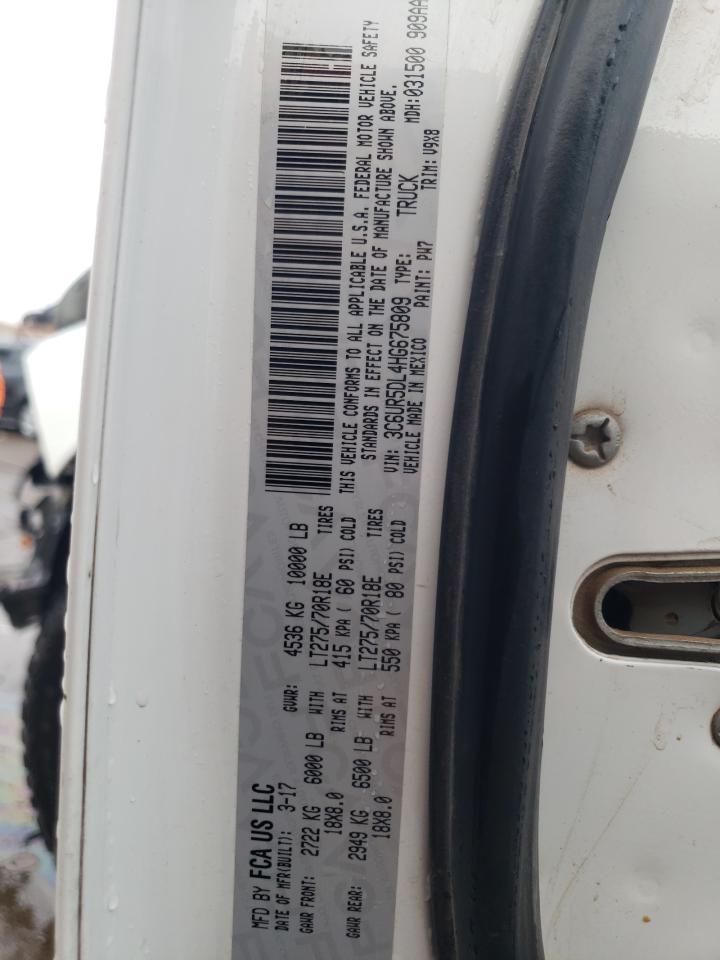 MFD BY FCA US LLC
DATE OF MFR(BUILT): 3-17 GVWR: 4536 KG 10000 LB
GAWR FRONT: 2722 KG 6000 LB WITH LT275/70R18E TIRES
18X8.0 RIMS AT 415 KPA ( 60 PSI) COLD
GAWR REAR: 2949 KG 6500 LB WITH LT275/70R18E TIRES
18X8.0 RIMS AT 550 KPA ( 80 PSI) COLD
THIS VEHICLE CONFORMS TO ALL APPLICABLE U.S.A. FEDERAL MOTOR VEHICLE SAFETY
STANDARDS IN EFFECT ON THE DATE OF MANUFACTURE SHOWN ABOVE.
VIN: 3C6UR5DL4HG675809 TYPE: TRUCK MDH:031500 909AA
VEHICLE MADE IN MEXICO PAINT: PW7 TRIM: V9X8